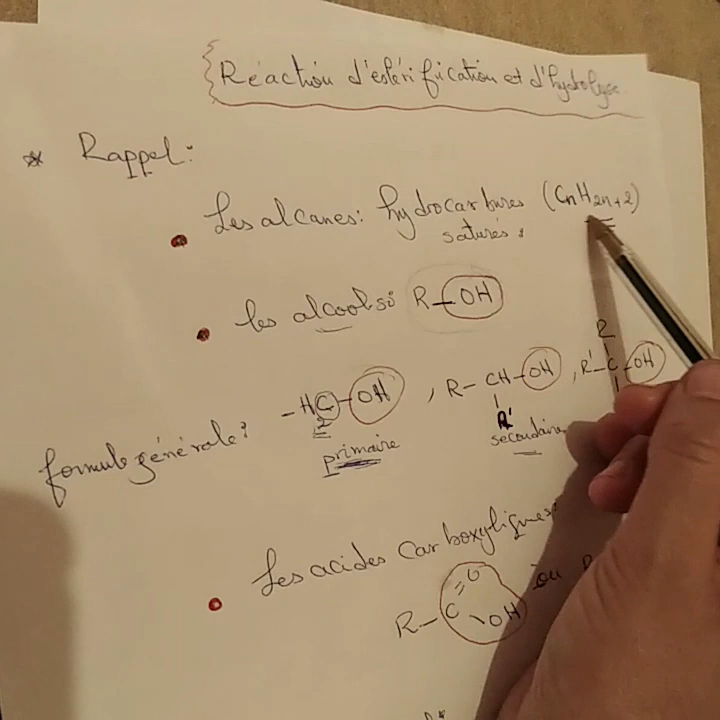 Réaction d'estérification et d'hydrolyse
* Rappel:
• Les alcanes: hydrocarbures (CnH2n+2)
saturés:
• les alcools: R-OH
R
formule générale: -H2C-OH, R-CH-OH, R'-C-OH
R'
primaire secondaire
• Les acides carboxyliques
O
R-C ou
OH